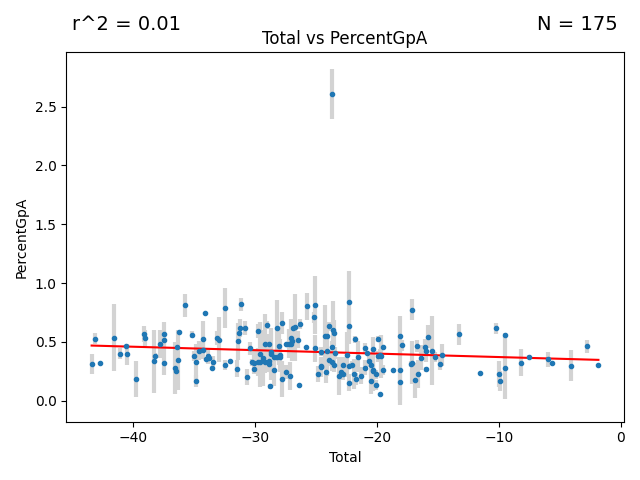 r^2 = 0.01
N = 175
Total vs PercentGpA
PercentGpA
2.5
2.0
1.5
1.0
0.5
0.0
−40
−30
−20
−10
0
Total